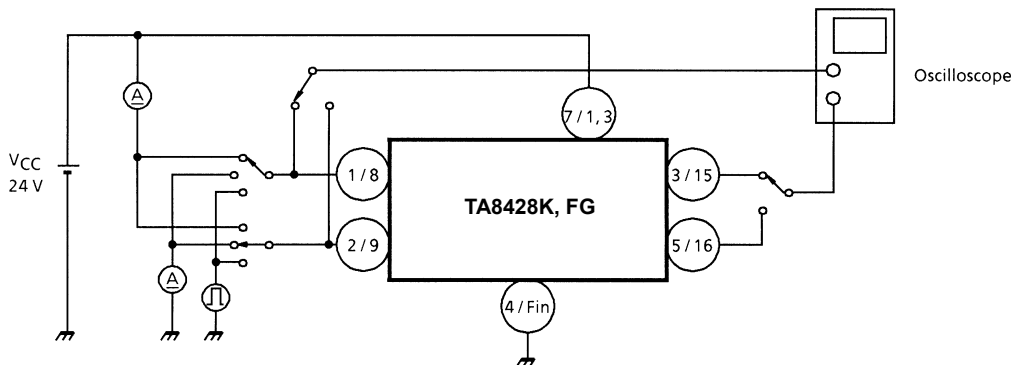 Oscilloscope
A
7 / 1, 3
VCC
24 V
1 / 8
3 / 15
TA8428K, FG
2 / 9
5 / 16
A
4 / Fin